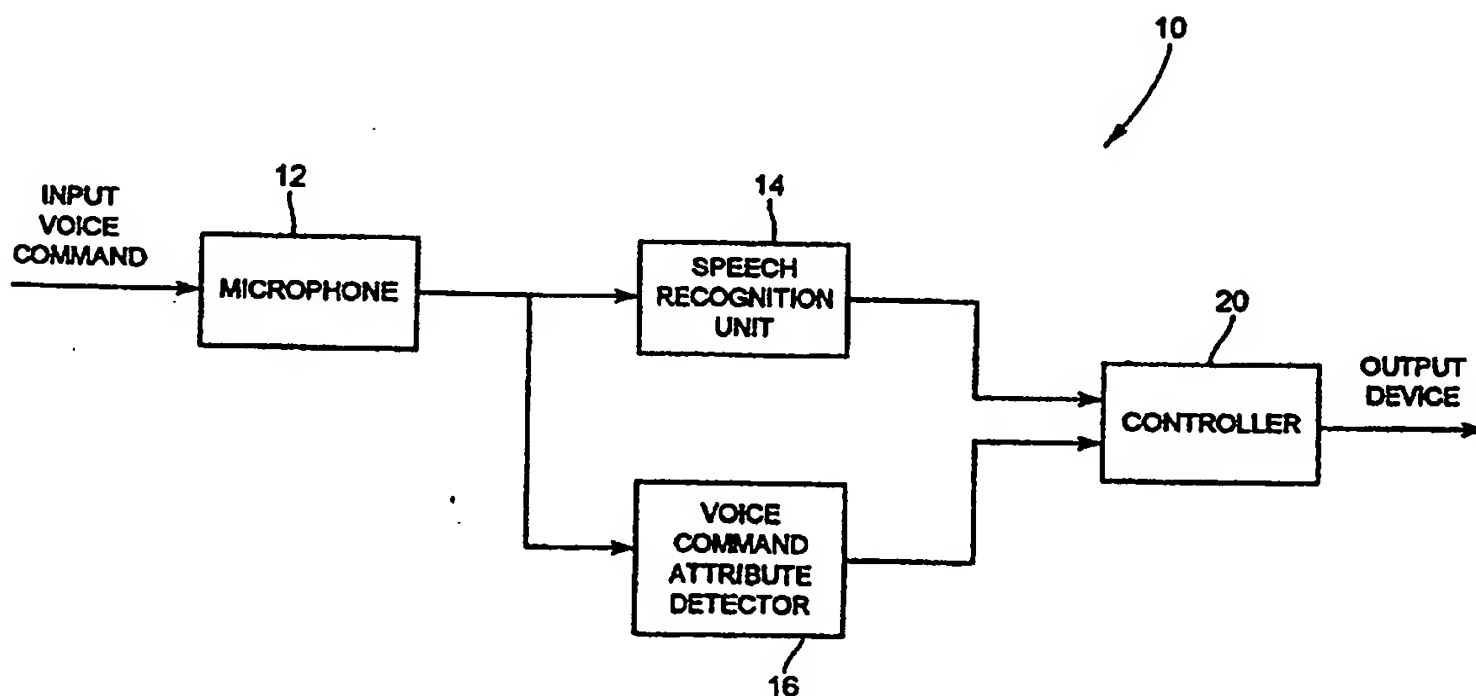 10
INPUT
VOICE
COMMAND
12
MICROPHONE
14
SPEECH
RECOGNITION
UNIT
20
CONTROLLER
OUTPUT
DEVICE
VOICE
COMMAND
ATTRIBUTE
DETECTOR
16